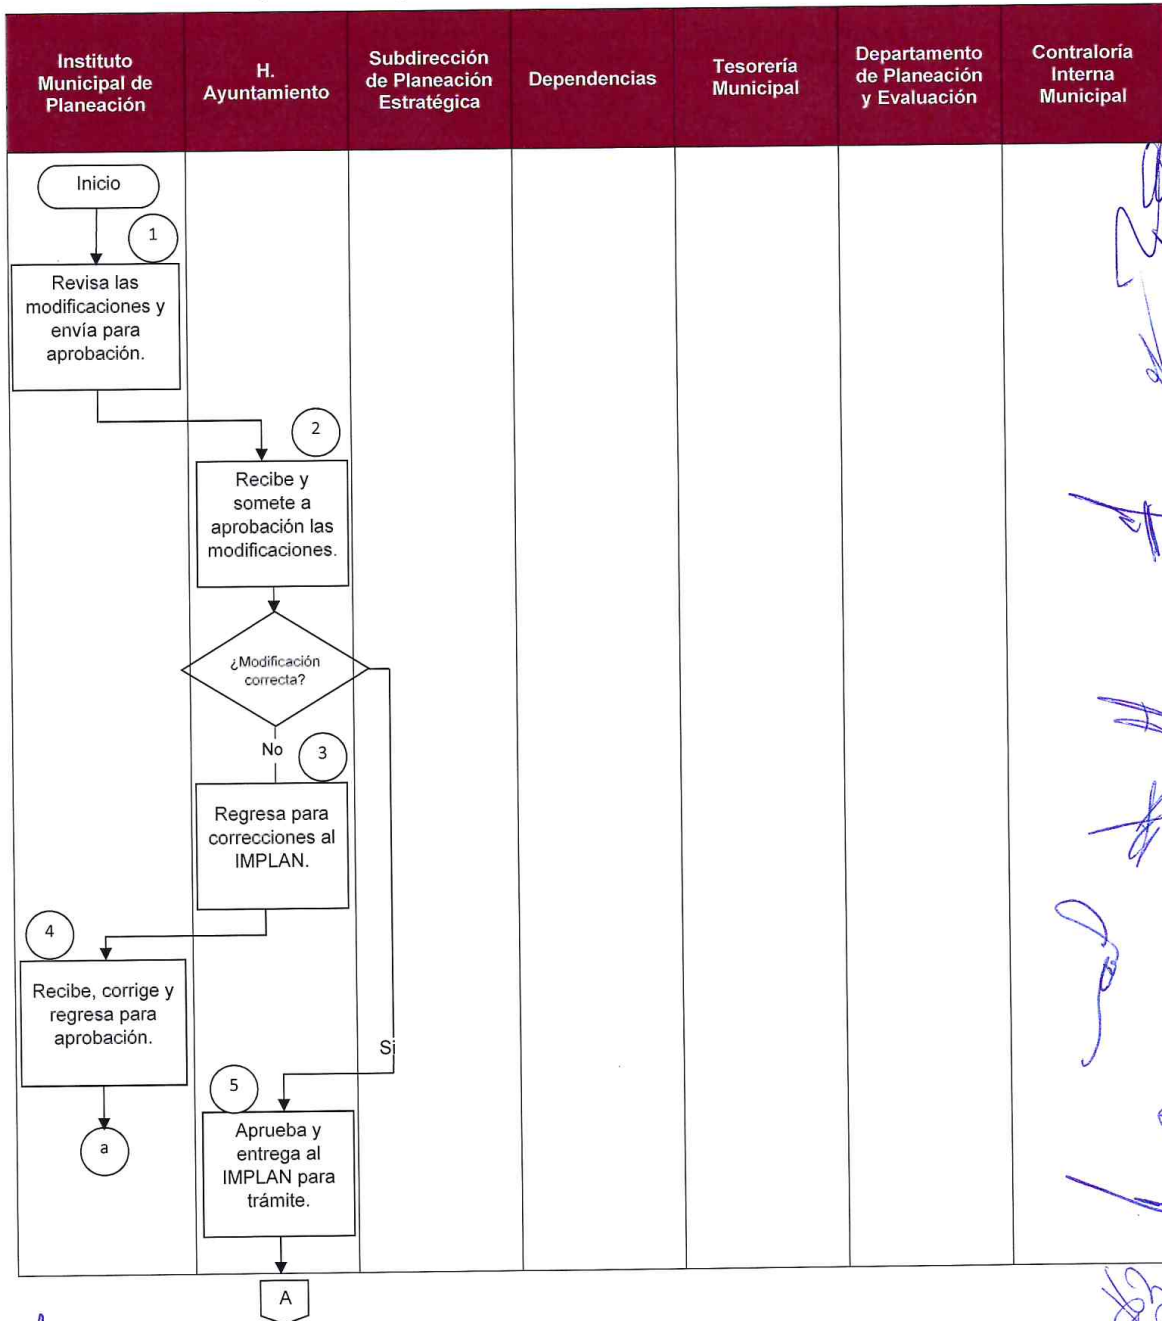 Instituto
Municipal de
Planeación
H.
Ayuntamiento
Subdirección
de Planeación
Estratégica
Dependencias
Tesorería
Municipal
Departamento
de Planeación
y Evaluación
Contraloría
Interna
Municipal
Inicio
1
Revisa las
modificaciones y
envía para
aprobación.
2
Recibe y
somete a
aprobación las
modificaciones.
¿Modificación
correcta?
No
3
Regresa para
correcciones al
IMPLAN.
4
Recibe, corrige y
regresa para
aprobación.
a
Si
5
Aprueba y
entrega al
IMPLAN para
trámite.
A